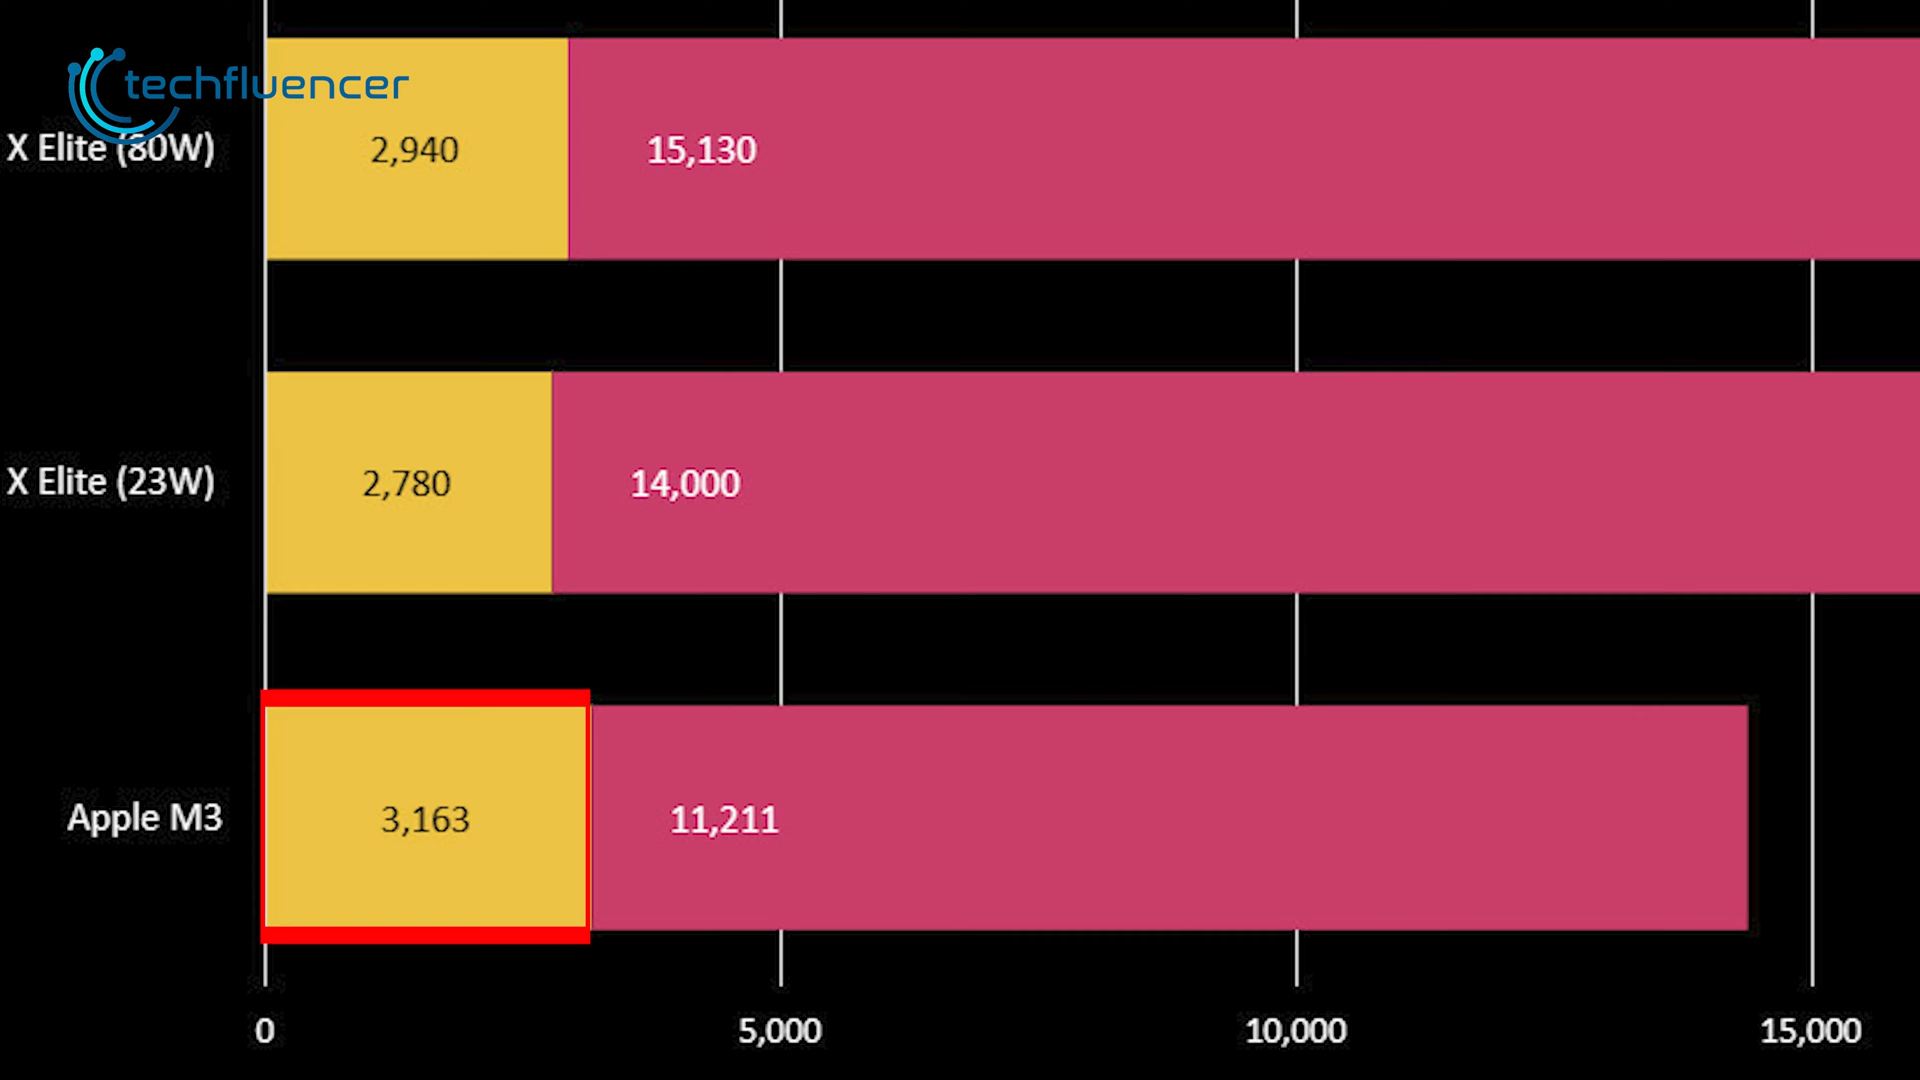 techfluencer
X Elite (80W)
2,940
15,130
X Elite (23W)
2,780
14,000
Apple M3
3,163
11,211
0
5,000
10,000
15,000